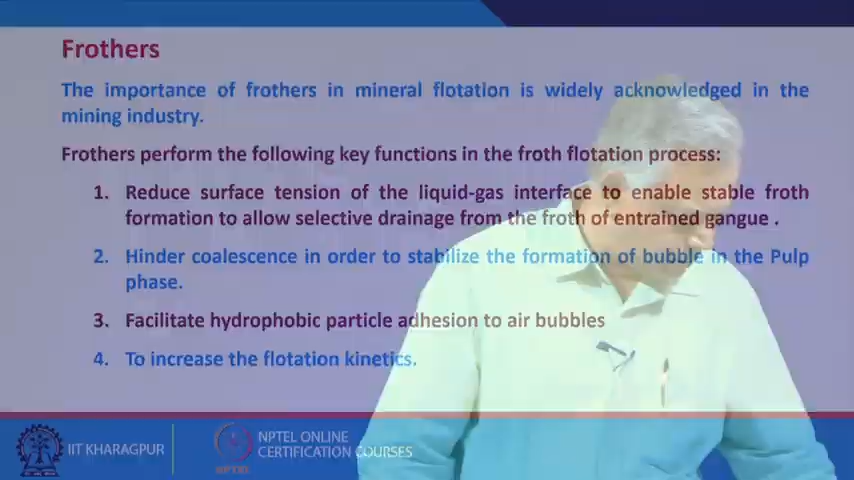 Frothers
The importance of frothers in mineral flotation is widely acknowledged in the
mining industry.
Frothers perform the following key functions in the froth flotation process:
1. Reduce surface tension of the liquid-gas interface to enable stable froth
formation to allow selective drainage from the froth of entrained gangue .
2. Hinder coalescence in order to stabilize the formation of bubble in the Pulp
phase.
3. Facilitate hydrophobic particle adhesion to air bubbles
4. To increase the flotation kinetics.
IIT KHARAGPUR
NPTEL
NPTEL ONLINE
CERTIFICATION COURSES